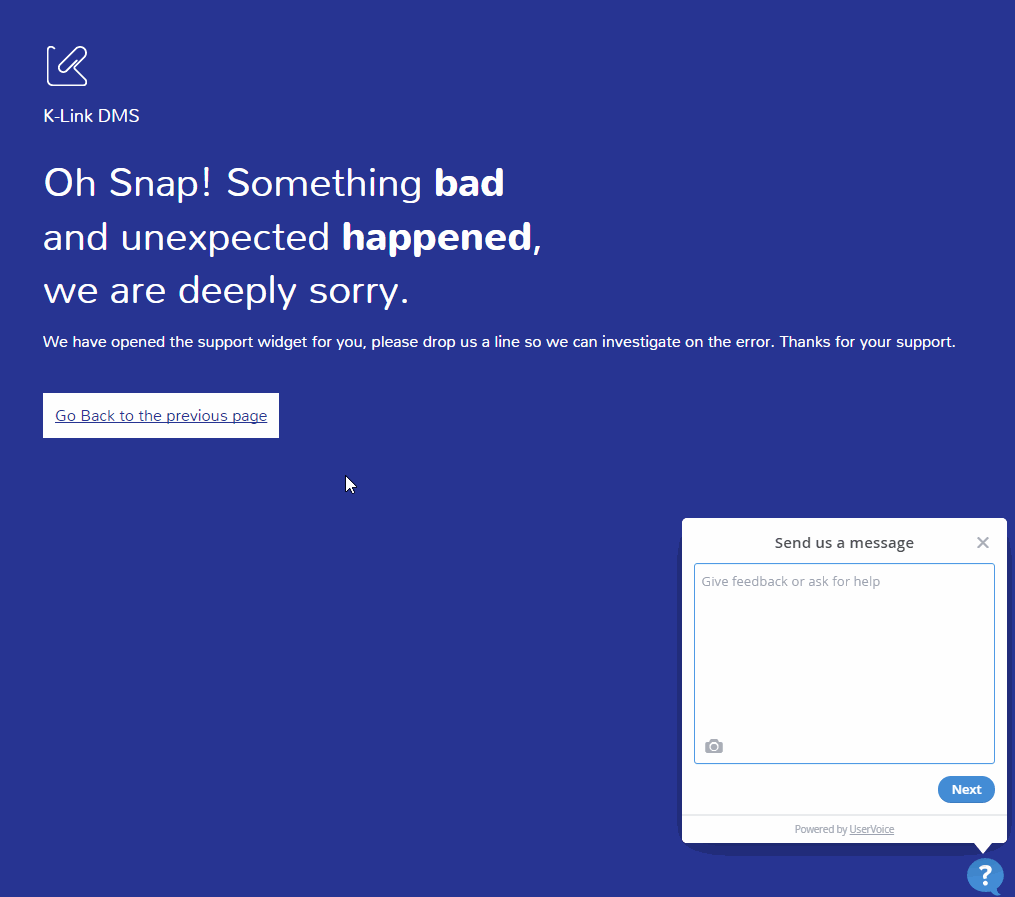 K-Link DMS
Oh Snap! Something bad
and unexpected happened,
we are deeply sorry.
We have opened the support widget for you, please drop us a line so we can investigate on the error. Thanks for your support.
Go Back to the previous page
Send us a message
Give feedback or ask for help
Next
Powered by UserVoice
?